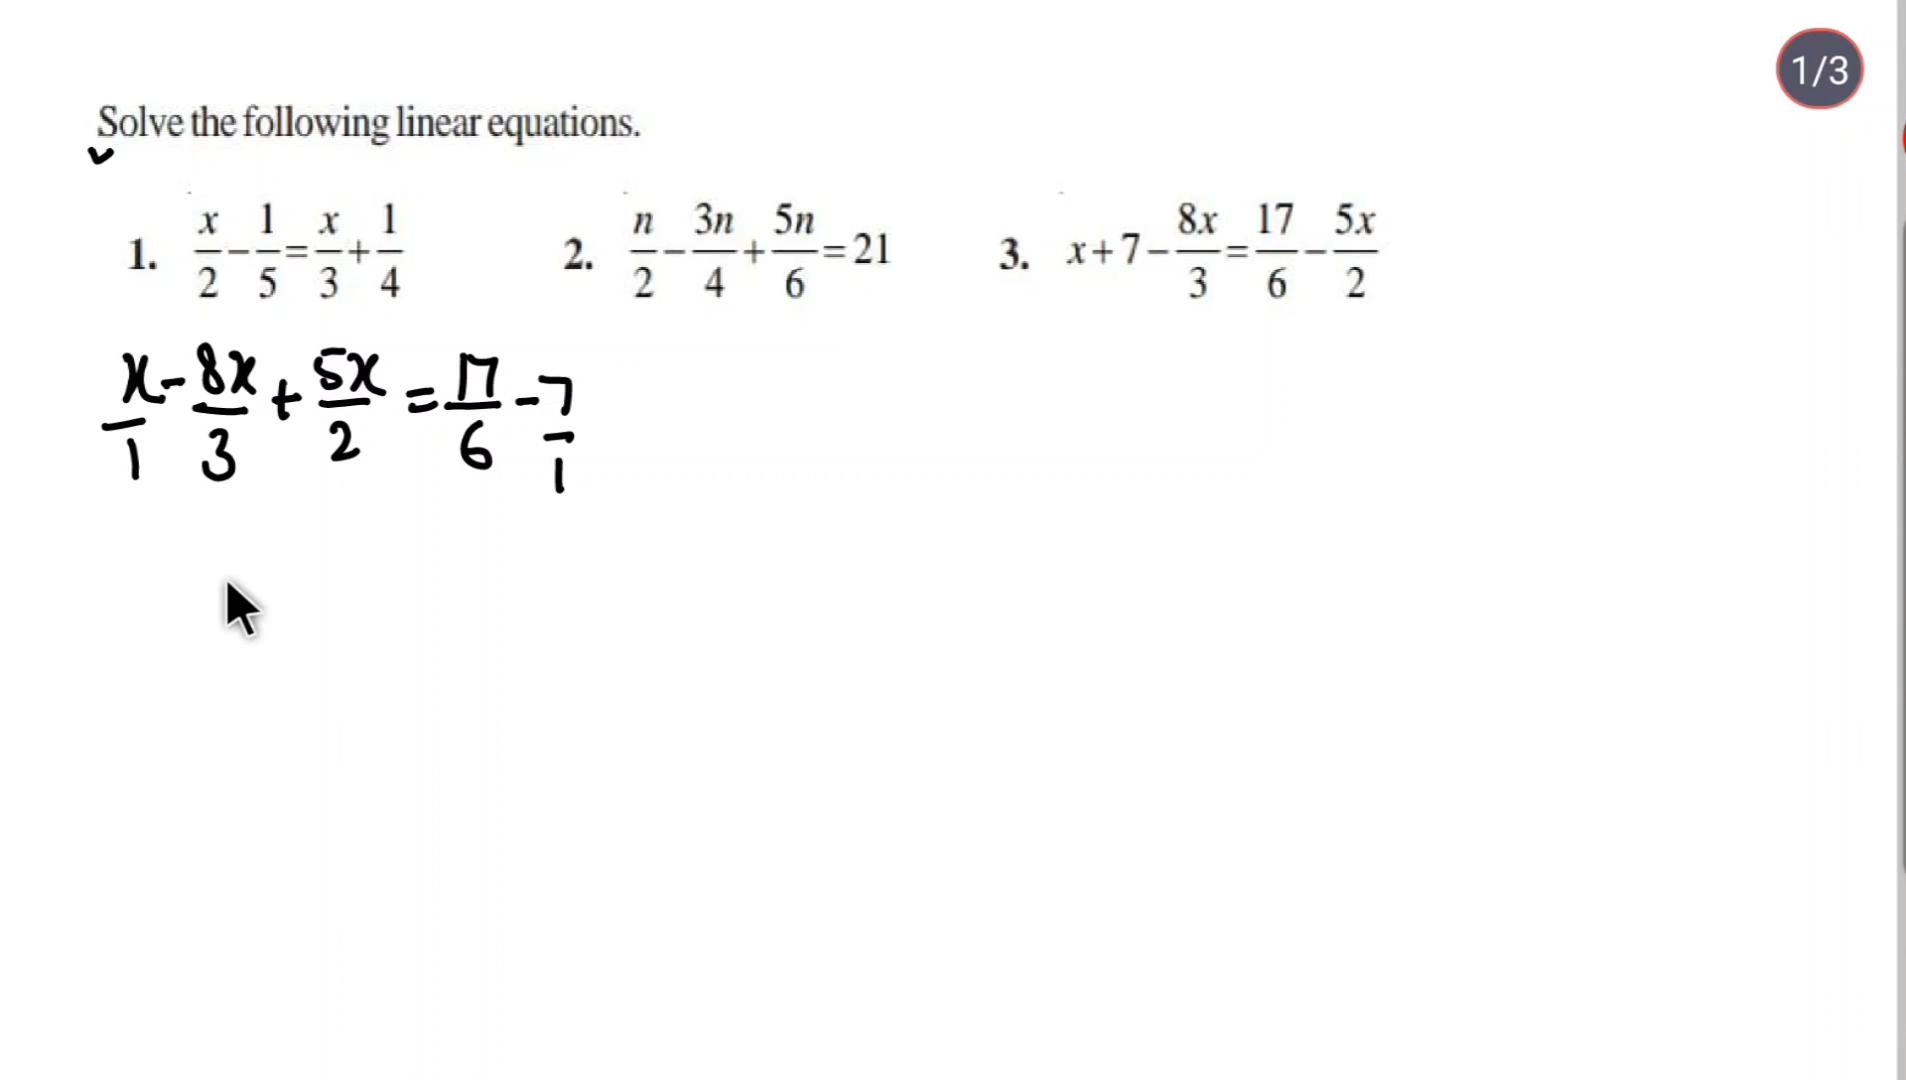 1/3
Solve the following linear equations.
1. x/2 - 1/5 = x/3 + 1/4 2. n/2 - 3n/4 + 5n/6 = 21 3. x + 7 - 8x/3 = 17/6 - 5x/2
x/1 - 8x/3 + 5x/2 = 17/6 - 7/1